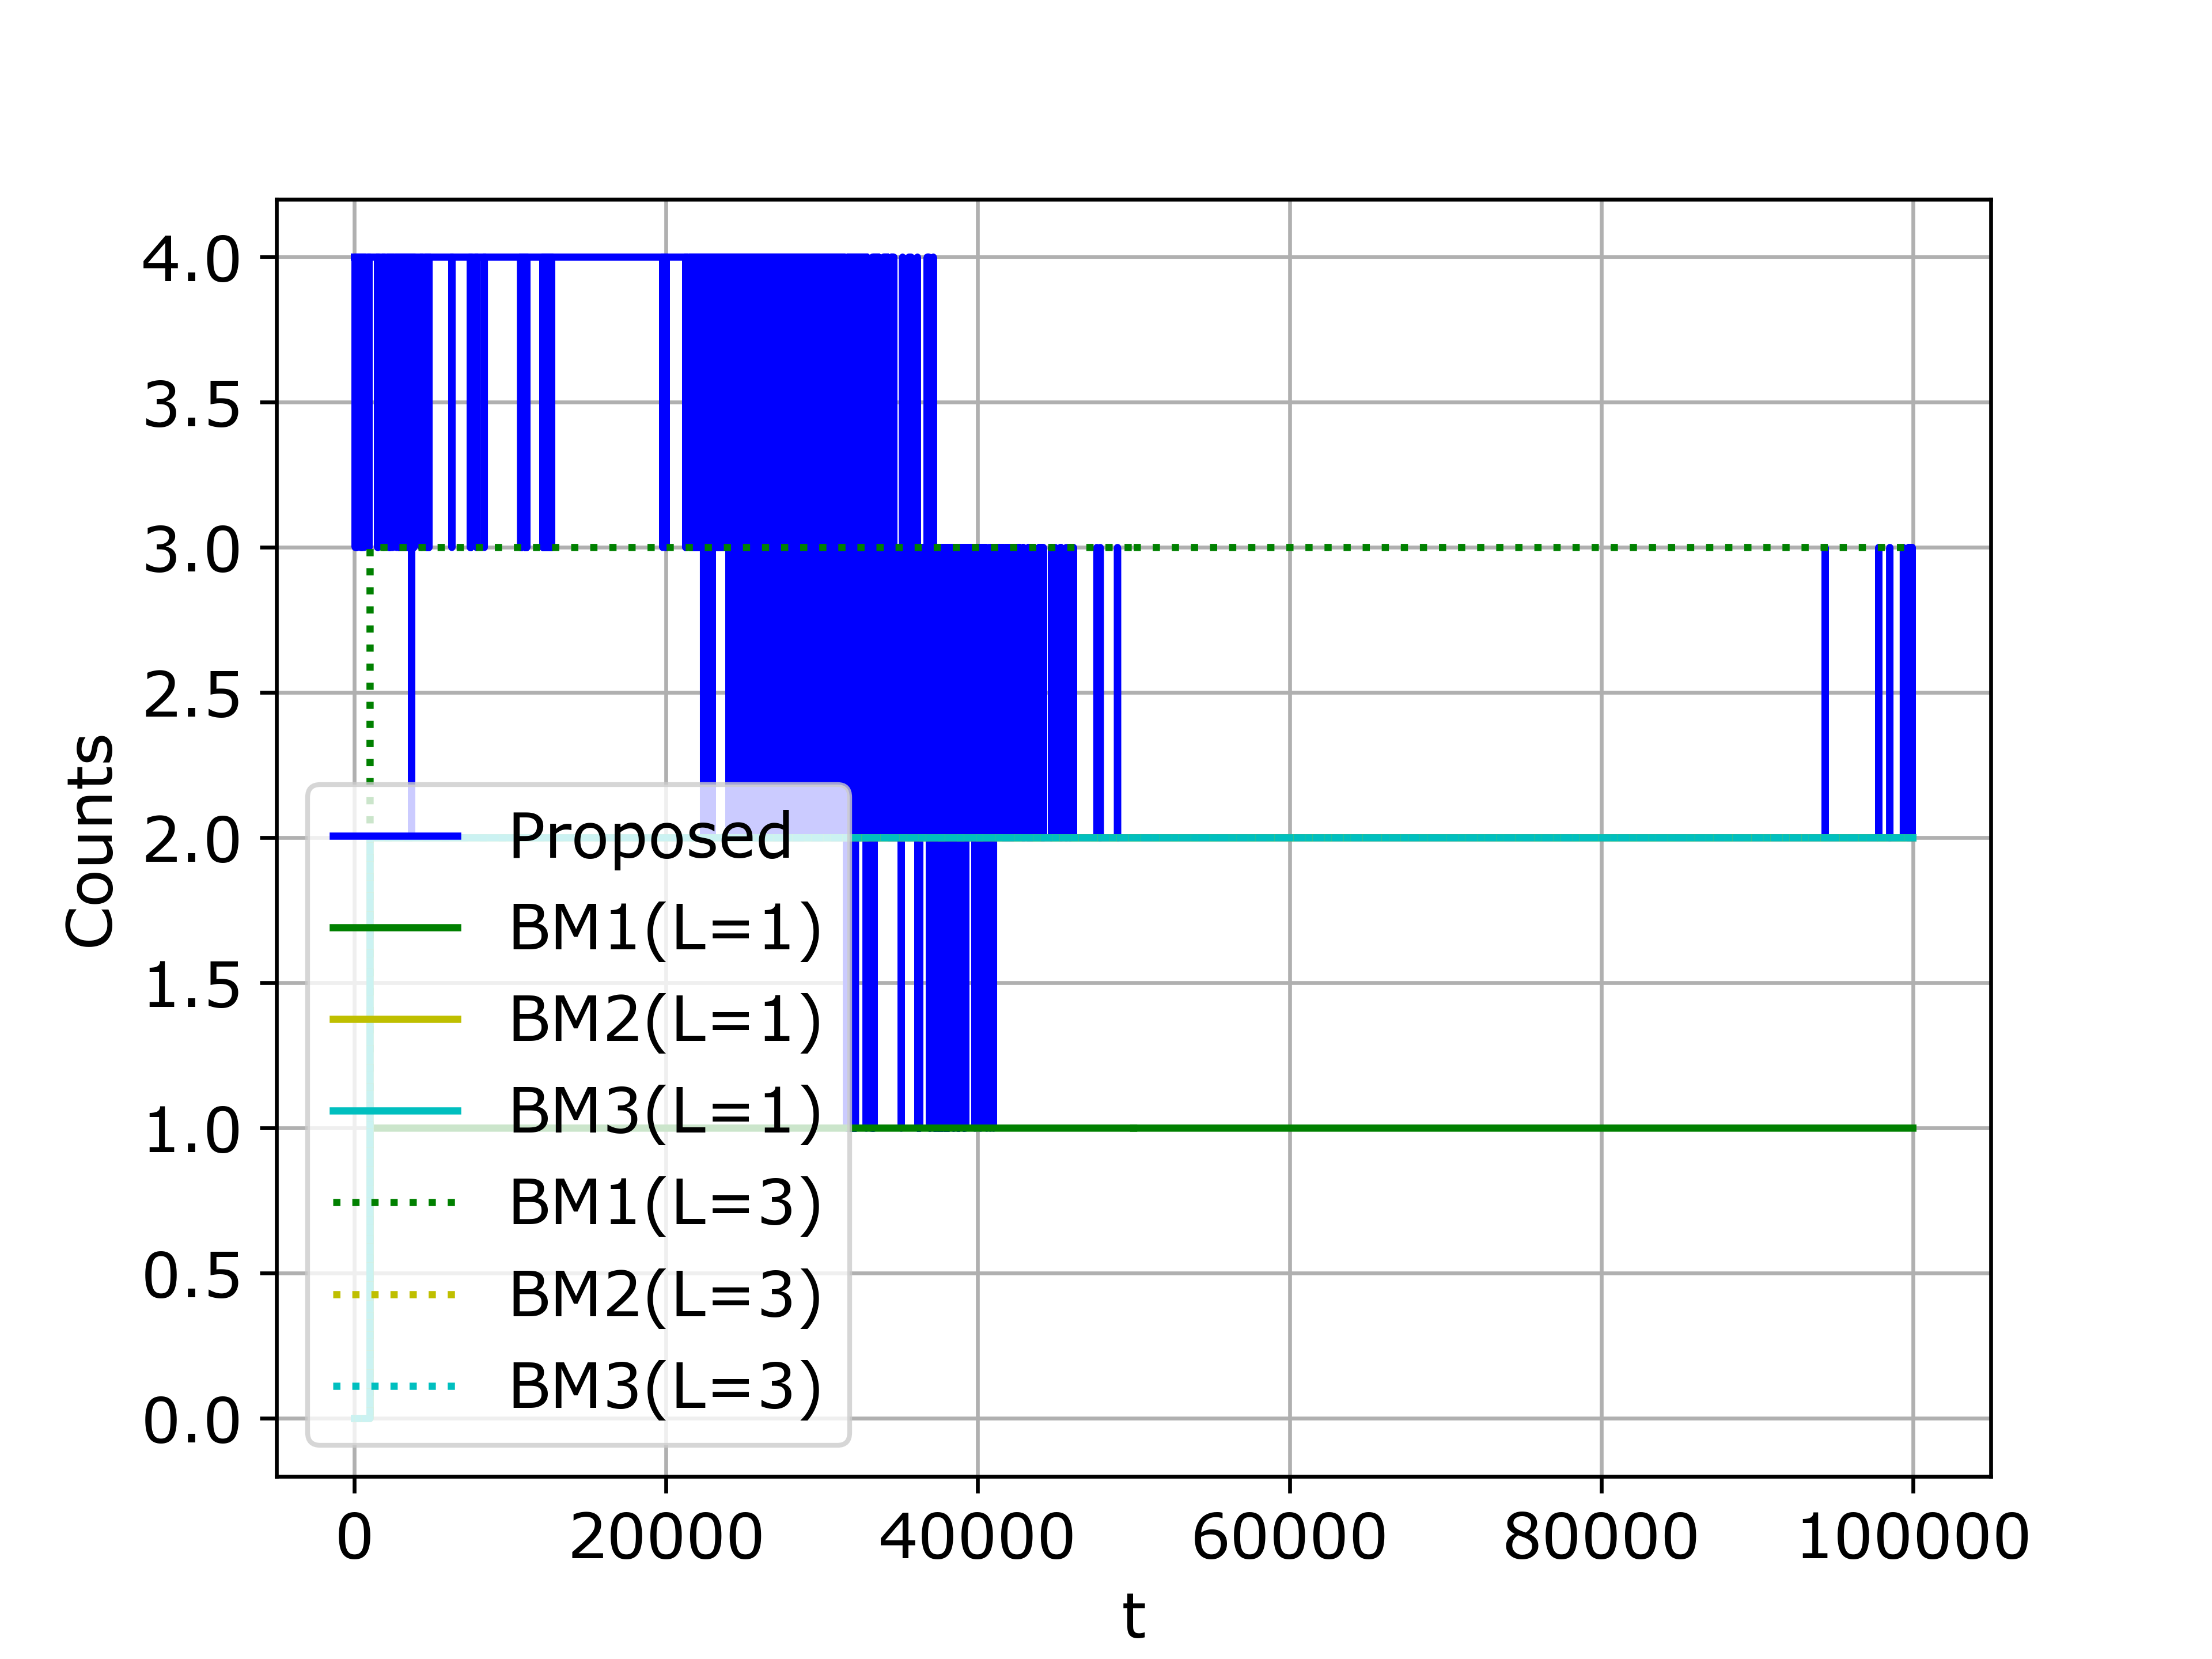 4.0
3.5
3.0
2.5
2.0
1.5
1.0
0.5
0.0
Counts
Proposed
BM1(L=1)
BM2(L=1)
BM3(L=1)
BM1(L=3)
BM2(L=3)
BM3(L=3)
0 20000 40000 60000 80000 100000
t